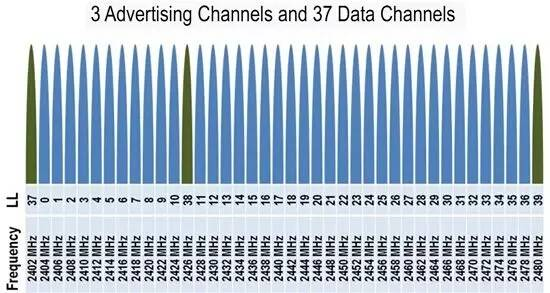 3 Advertising Channels and 37 Data Channels
LL 37 0 1 2 3 4 5 6 7 8 9 10 38 11 12 13 14 15 16 17 18 19 20 21 22 23 24 25 26 27 28 29 30 31 32 33 34 35 36 39
Frequency 2402 MHz 2404 MHz 2406 MHz 2408 MHz 2410 MHz 2412 MHz 2414 MHz 2416 MHz 2418 MHz 2420 MHz 2422 MHz 2424 MHz 2426 MHz 2428 MHz 2430 MHz 2432 MHz 2434 MHz 2436 MHz 2438 MHz 2440 MHz 2442 MHz 2444 MHz 2446 MHz 2448 MHz 2450 MHz 2452 MHz 2454 MHz 2456 MHz 2458 MHz 2460 MHz 2462 MHz 2464 MHz 2466 MHz 2468 MHz 2470 MHz 2472 MHz 2474 MHz 2476 MHz 2478 MHz 2480 MHz